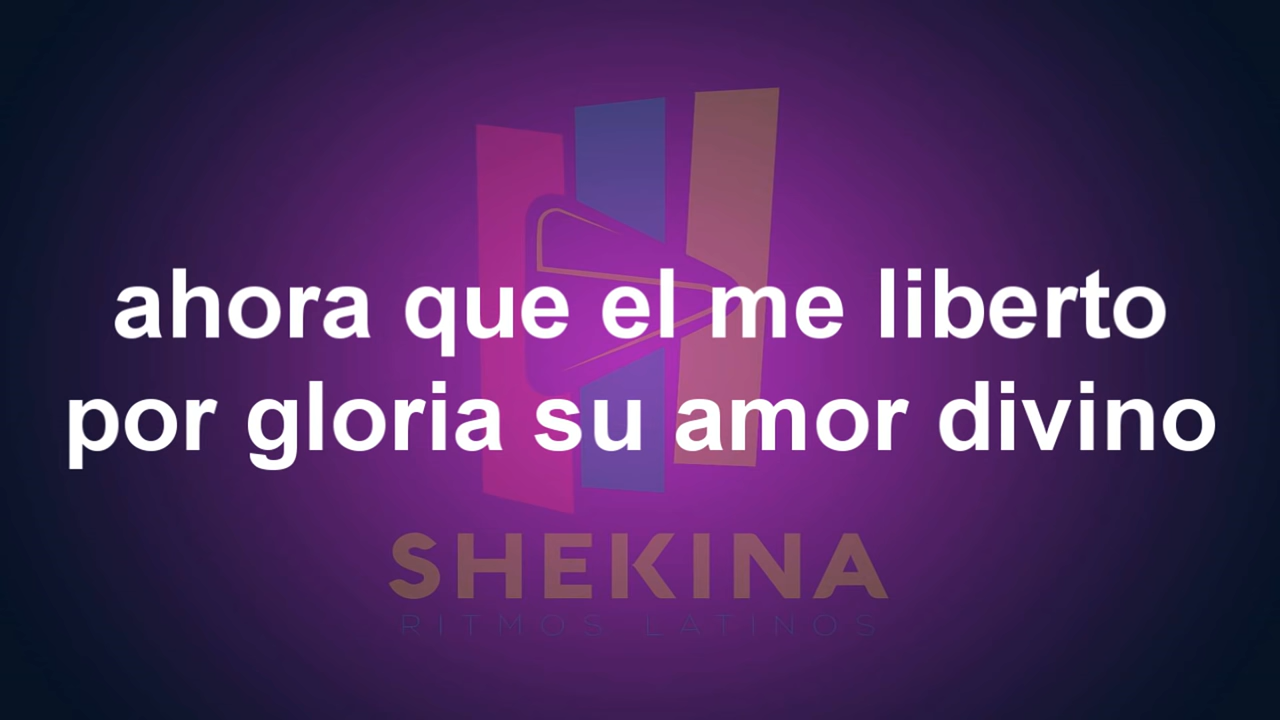 ahora que el me liberto
por gloria su amor divino
SHEKINA
RITMOS LATINOS